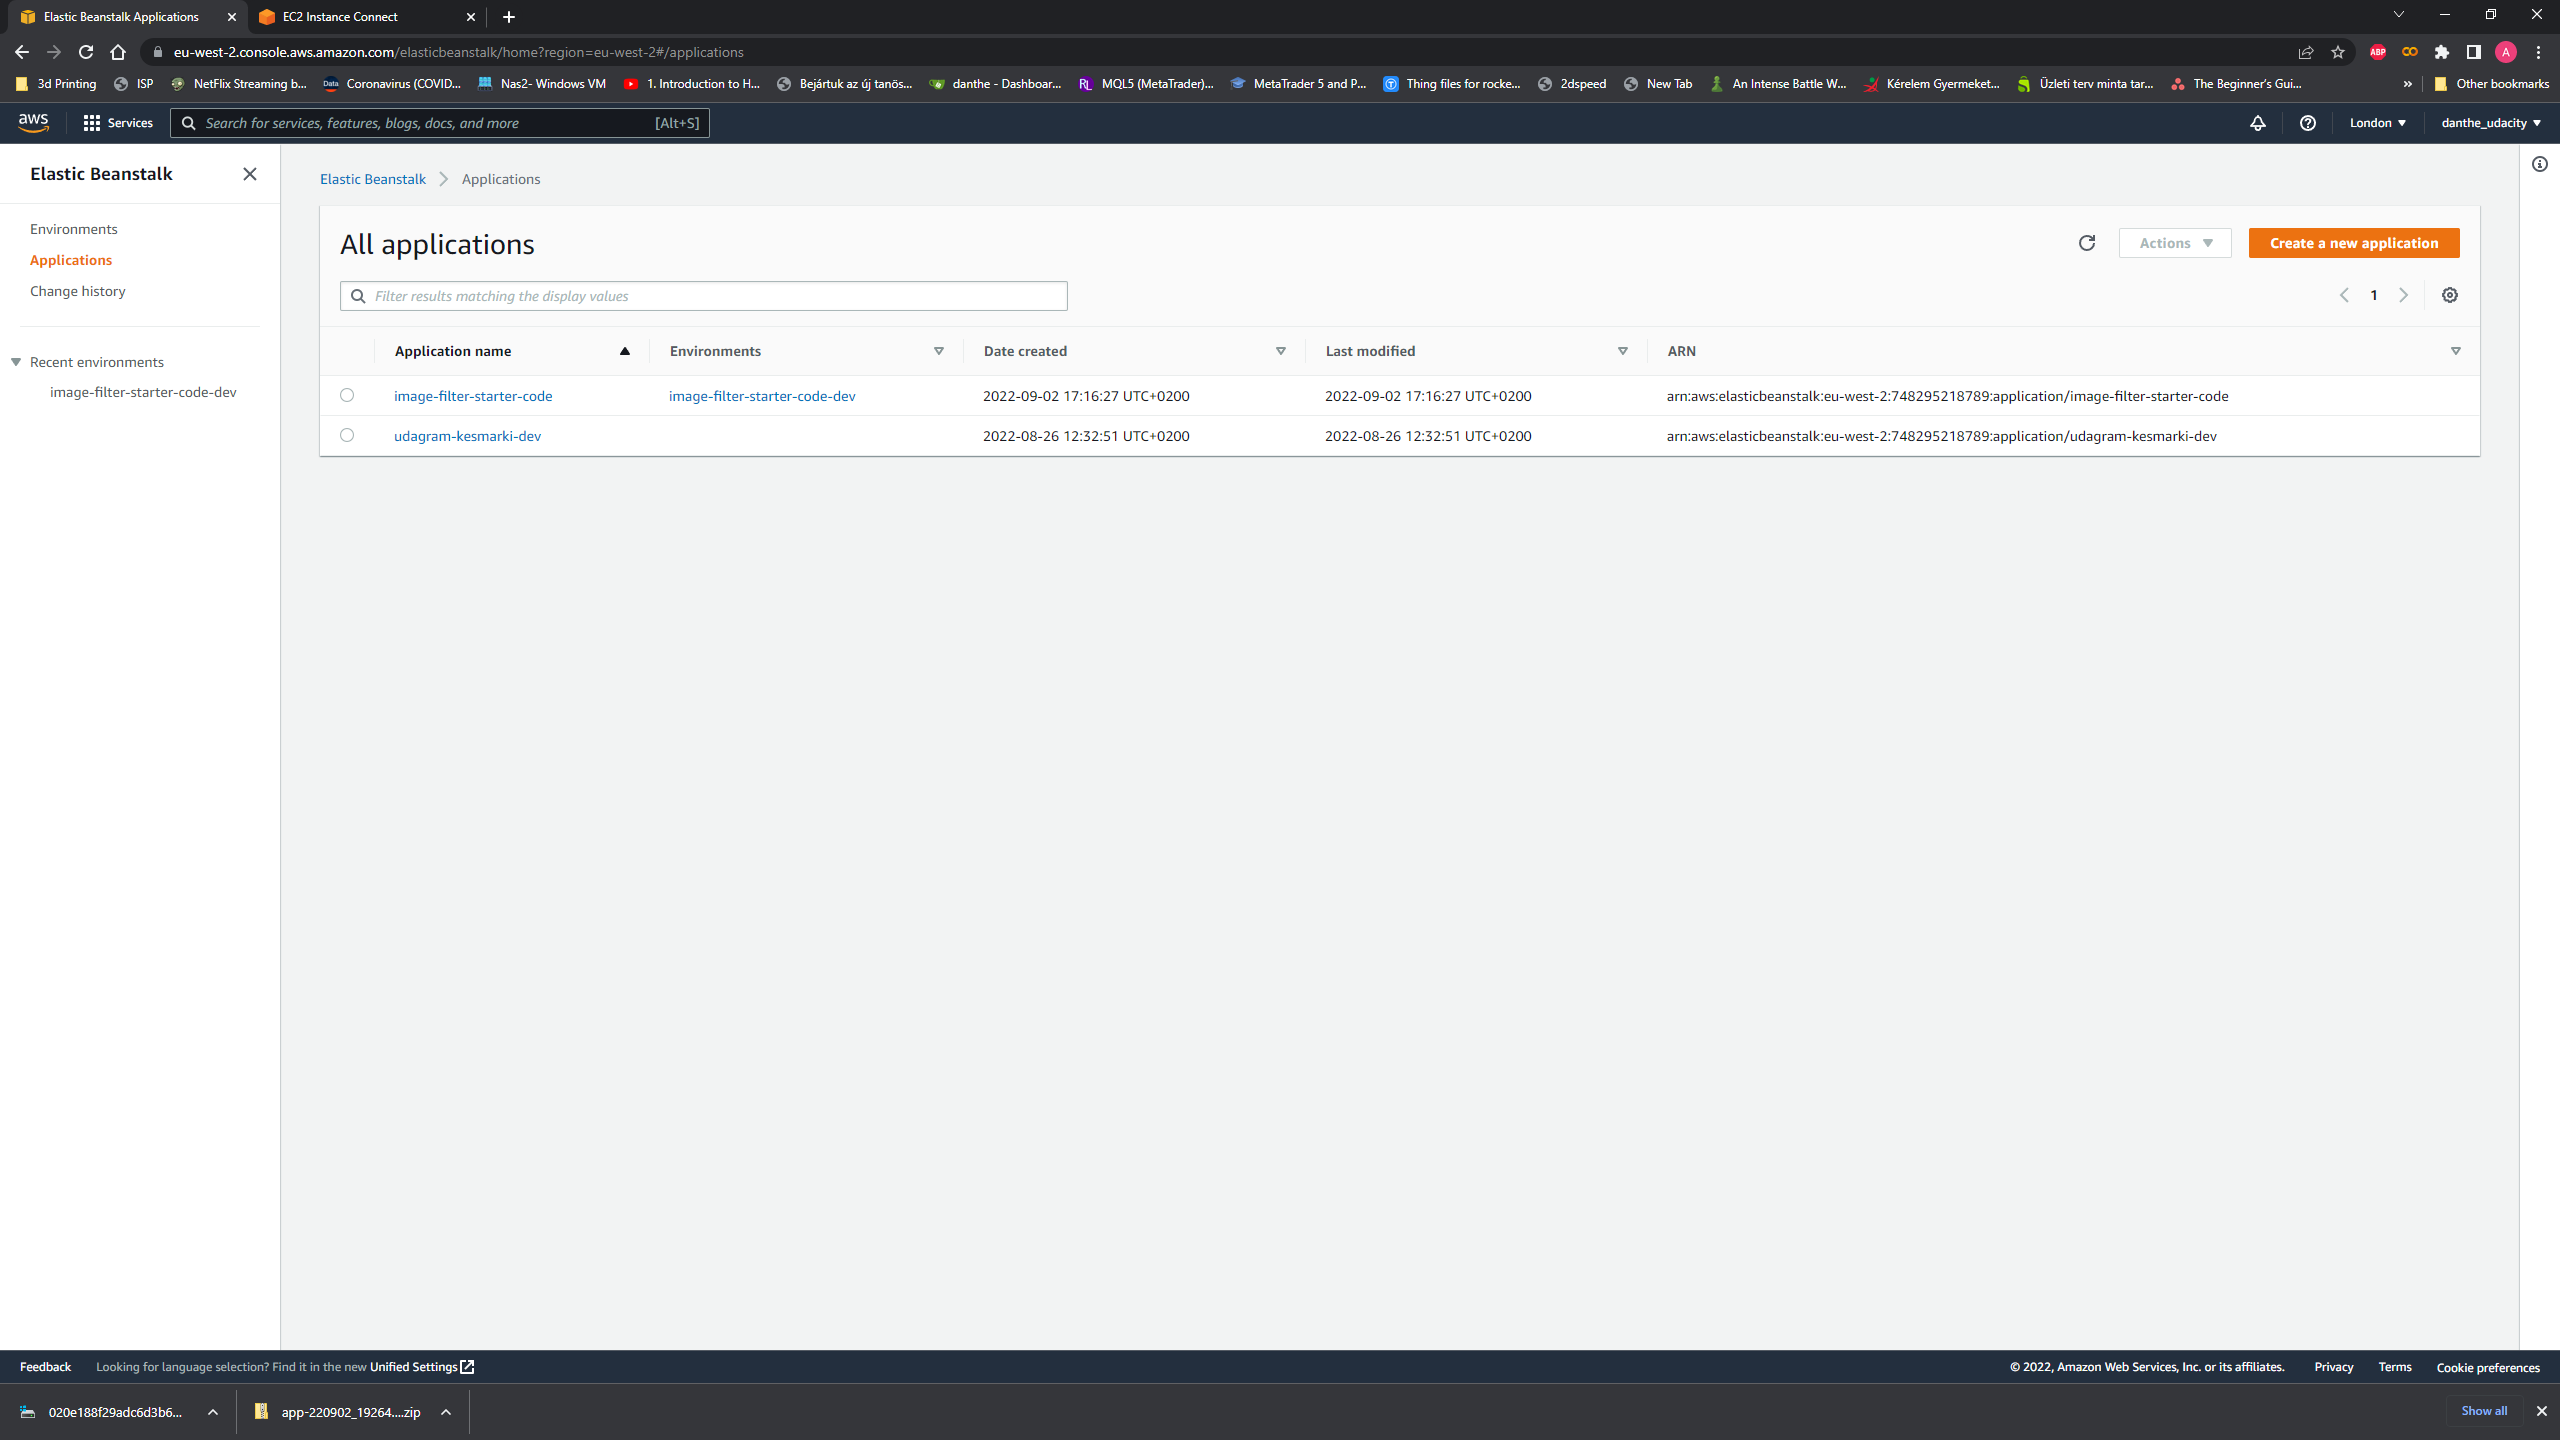 Elastic Beanstalk Applications
EC2 Instance Connect
eu-west-2.console.aws.amazon.com/elasticbeanstalk/home?region=eu-west-2#/applications
ABP
A
3d Printing
ISP
NetFlix Streaming b...
Data
Coronavirus (COVID...
Nas2- Windows VM
1. Introduction to H...
Bejártuk az új tanös...
danthe - Dashboar...
RL
MQL5 (MetaTrader)...
MetaTrader 5 and P...
Thing files for rocke...
2dspeed
New Tab
An Intense Battle W...
Kérelem Gyermeket...
Üzleti terv minta tar...
The Beginner's Gui...
»
Other bookmarks
aws
Services
Search for services, features, blogs, docs, and more
[Alt+S]
London
danthe_udacity
Elastic Beanstalk
Environments
Applications
Change history
Recent environments
image-filter-starter-code-dev
Elastic Beanstalk
Applications
All applications
Actions
Create a new application
Filter results matching the display values
1
Application name
Environments
Date created
Last modified
ARN
image-filter-starter-code
image-filter-starter-code-dev
2022-09-02 17:16:27 UTC+0200
2022-09-02 17:16:27 UTC+0200
arn:aws:elasticbeanstalk:eu-west-2:748295218789:application/image-filter-starter-code
udagram-kesmarki-dev
2022-08-26 12:32:51 UTC+0200
2022-08-26 12:32:51 UTC+0200
arn:aws:elasticbeanstalk:eu-west-2:748295218789:application/udagram-kesmarki-dev
Feedback
Looking for language selection? Find it in the new Unified Settings
© 2022, Amazon Web Services, Inc. or its affiliates.
Privacy
Terms
Cookie preferences
020e188f29adc6d3b6...
app-220902_19264....zip
Show all